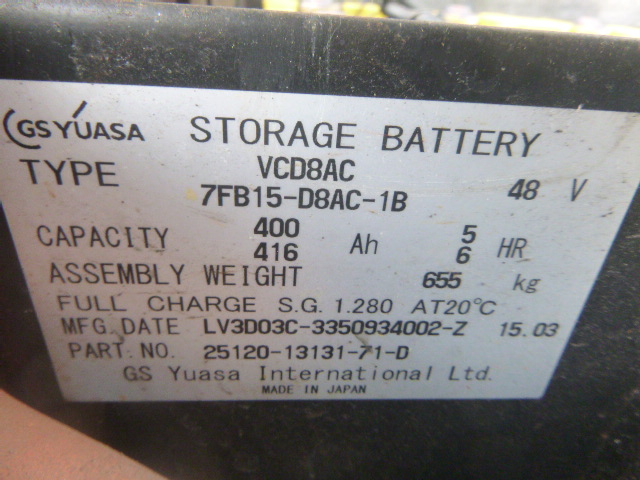 GS YUASA STORAGE BATTERY
TYPE VCD8AC
7FB15-D8AC-1B 48 V
CAPACITY 400 Ah 5 HR
416 6
ASSEMBLY WEIGHT 655 kg
FULL CHARGE S.G. 1.280 AT20℃
MFG.DATE LV3D03C-3350934002-Z 15.03
PART.NO. 25120-13131-71-D
GS Yuasa International Ltd.
MADE IN JAPAN